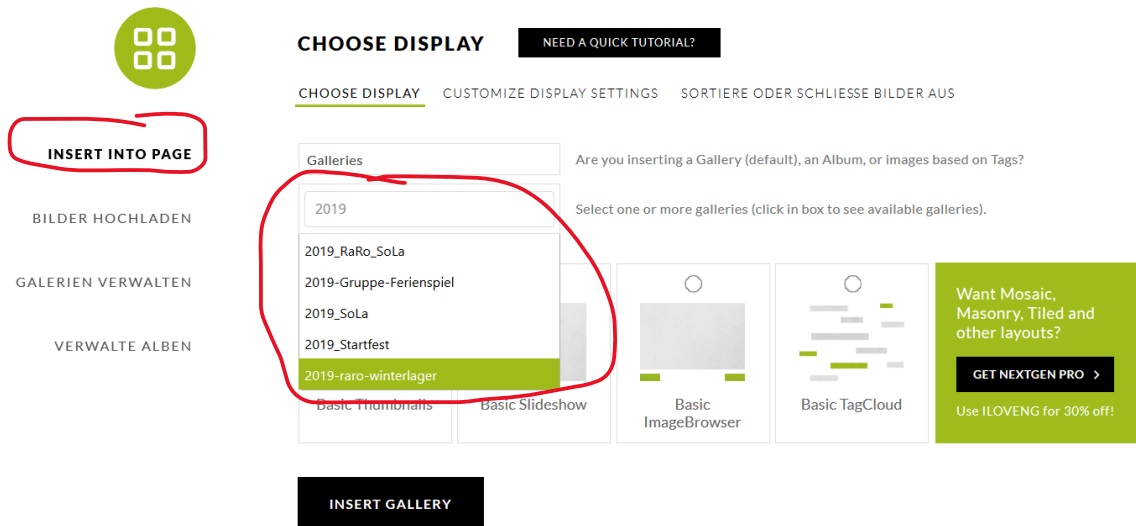 CHOOSE DISPLAY
NEED A QUICK TUTORIAL?
CHOOSE DISPLAY
CUSTOMIZE DISPLAY SETTINGS
SORTIERE ODER SCHLIESSE BILDER AUS
INSERT INTO PAGE
BILDER HOCHLADEN
GALERIEN VERWALTEN
VERWALTE ALBEN
Galleries
Are you inserting a Gallery (default), an Album, or images based on Tags?
2019
Select one or more galleries (click in box to see available galleries).
2019_RaRo_SoLa
2019-Gruppe-Ferienspiel
2019_SoLa
2019_Startfest
2019-raro-winterlager
Basic Thumbnails
Basic Slideshow
Basic
ImageBrowser
Basic TagCloud
Want Mosaic,
Masonry, Tiled and
other layouts?
GET NEXTGEN PRO >
Use ILOVENG for 30% off!
INSERT GALLERY